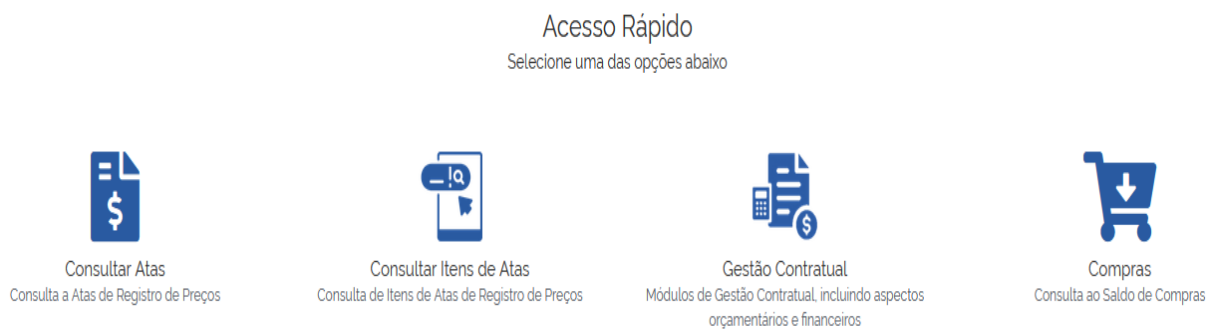 Acesso Rápido
Selecione uma das opções abaixo
Consultar Atas
Consulta a Atas de Registro de Preços
Consultar Itens de Atas
Consulta de Itens de Atas de Registro de Preços
Gestão Contratual
Módulos de Gestão Contratual, incluindo aspectos
orçamentários e financeiros
Compras
Consulta ao Saldo de Compras